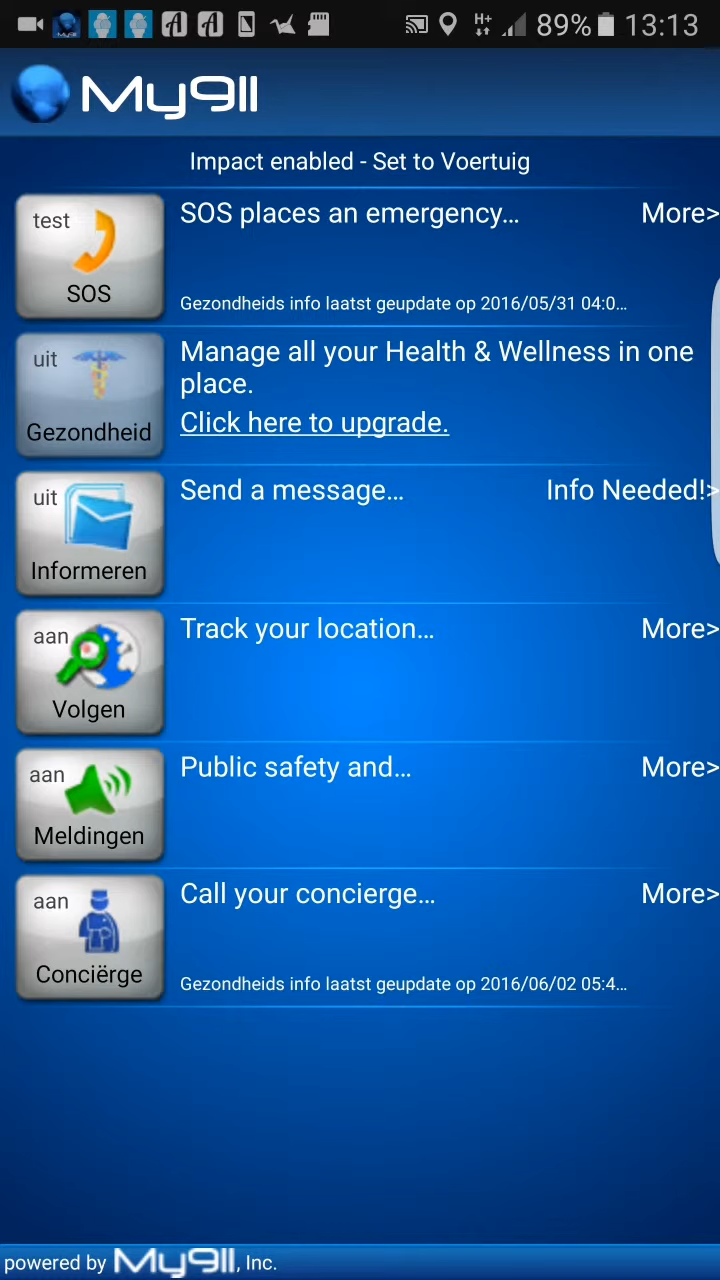 89% 13:13
My911
Impact enabled - Set to Voertuig
test
SOS
SOS places an emergency... More>
Gezondheids info laatst geupdate op 2016/05/31 04:0...
uit
Gezondheid
Manage all your Health & Wellness in one
place.
Click here to upgrade.
uit
Informeren
Send a message... Info Needed!>
aan
Volgen
Track your location... More>
aan
Meldingen
Public safety and... More>
aan
Conciërge
Call your concierge... More>
Gezondheids info laatst geupdate op 2016/06/02 05:4...
powered by My911, Inc.